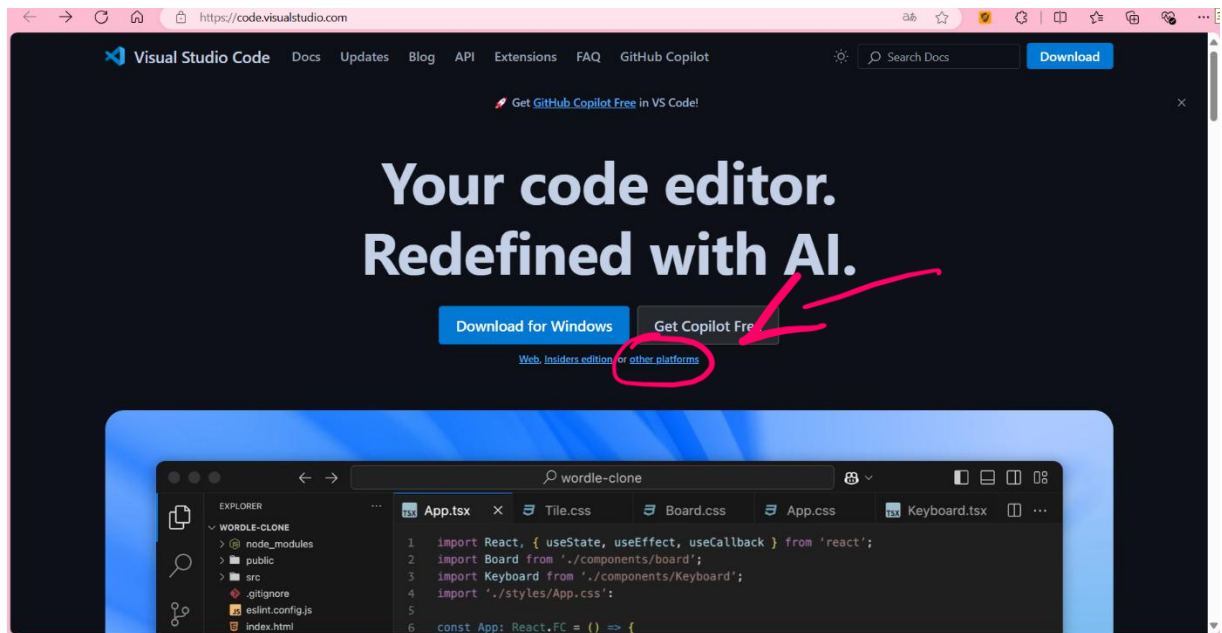 https://code.visualstudio.com
Visual Studio Code Docs Updates Blog API Extensions FAQ GitHub Copilot Search Docs Download
🚀 Get GitHub Copilot Free in VS Code!
Your code editor.
Redefined with AI.
Download for Windows Get Copilot Free
Web, Insiders edition, or other platforms
wordle-clone
EXPLORER
App.tsx Tile.css Board.css App.css Keyboard.tsx
WORDLE-CLONE
node_modules
public
src
.gitignore
eslint.config.js
index.html
1 import React, { useState, useEffect, useCallback } from 'react';
2 import Board from './components/board';
3 import Keyboard from './components/Keyboard';
4 import './styles/App.css':
5
6 const App: React.FC = () => {